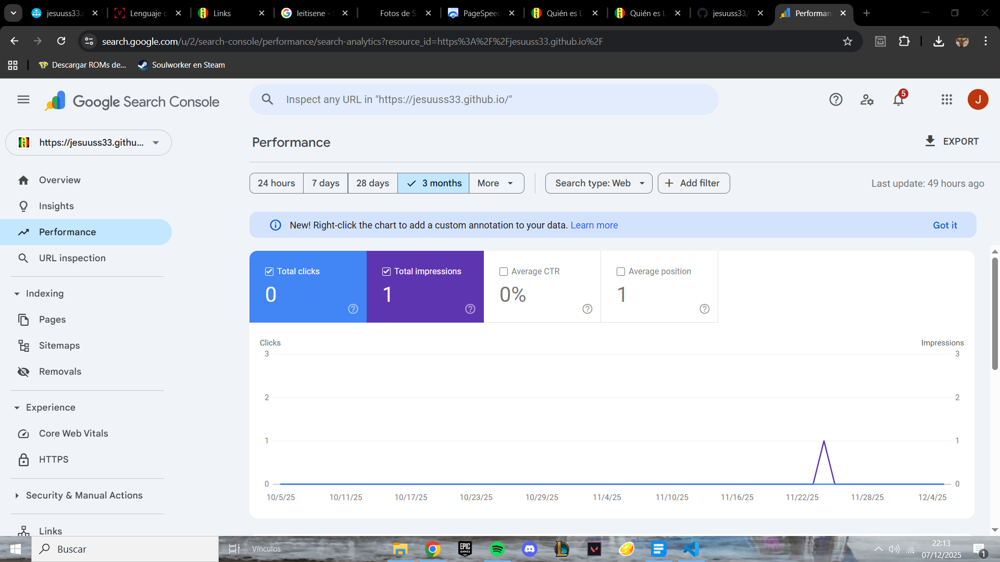 jesuuss33.g
Lenguaje d
Links
leitisene -
Fotos de S
PageSpeed
Quién es L
Quién es L
jesuuss33/
Performan
search.google.com/u/2/search-console/performance/search-analytics?resource_id=https%3A%2F%2Fjesuuss33.github.io%2F
Descargar ROMs de...
Soulworker en Steam
Google Search Console
Inspect any URL in "https://jesuuss33.github.io/"
5
J
https://jesuuss33.githu...
Performance
EXPORT
Overview
Insights
Performance
URL inspection
Indexing
Pages
Sitemaps
Removals
Experience
Core Web Vitals
HTTPS
Security & Manual Actions
Links
24 hours
7 days
28 days
3 months
More
Search type: Web
Add filter
Last update: 49 hours ago
New! Right-click the chart to add a custom annotation to your data. Learn more
Got it
Total clicks
0
Total impressions
1
Average CTR
0%
Average position
1
Clicks
Impressions
3
3
2
2
1
1
0
0
10/5/25
10/11/25
10/17/25
10/23/25
10/29/25
11/4/25
11/10/25
11/16/25
11/22/25
11/28/25
12/4/25
Buscar
Vínculos
EPIC
GAMES
22:13
07/12/2025
1